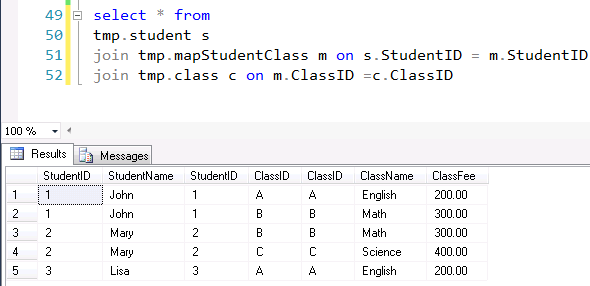 49 select * from
50 tmp.student s
51 join tmp.mapStudentClass m on s.StudentID = m.StudentID
52 join tmp.class c on m.ClassID =c.ClassID
100 %
Results Messages
StudentID StudentName StudentID ClassID ClassID ClassName ClassFee
1 1 John 1 A A English 200.00
2 1 John 1 B B Math 300.00
3 2 Mary 2 B B Math 300.00
4 2 Mary 2 C C Science 400.00
5 3 Lisa 3 A A English 200.00